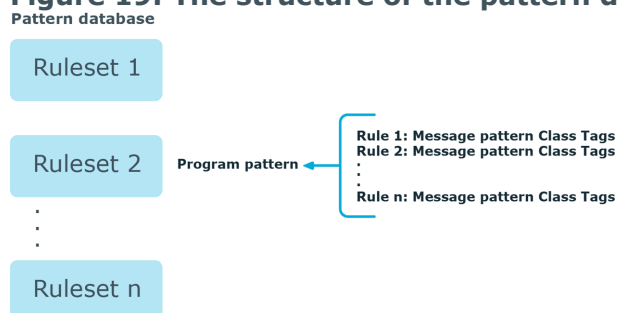 Figure 19: The structure of the pattern d
Pattern database
Ruleset 1
Ruleset 2
Program pattern
Rule 1: Message pattern Class Tags
Rule 2: Message pattern Class Tags
.
.
.
Rule n: Message pattern Class Tags
.
.
.
Ruleset n